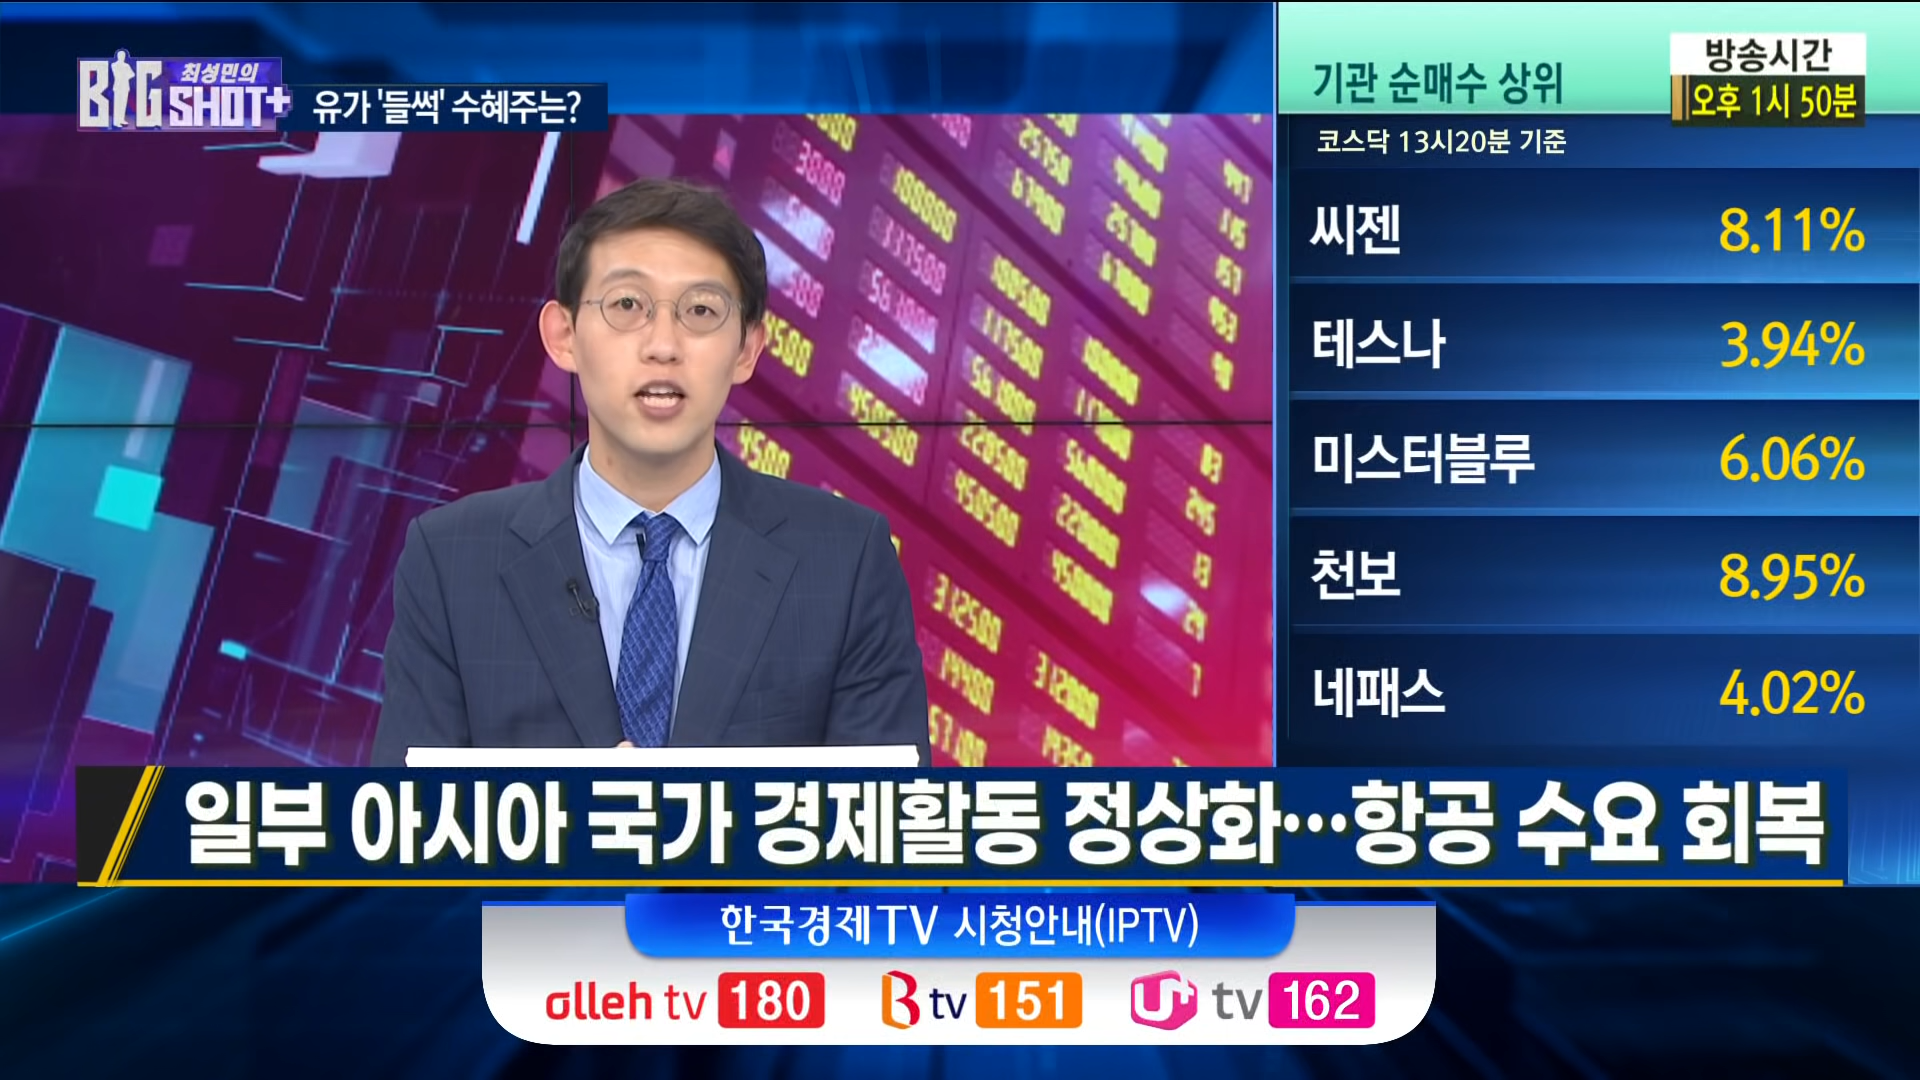 최성민의
BIG SHOT+
유가 '들썩' 수혜주는?
기관 순매수 상위
방송시간
오후 1시 50분
코스닥 13시20분 기준
씨젠 8.11%
테스나 3.94%
미스터블루 6.06%
천보 8.95%
네패스 4.02%
일부 아시아 국가 경제활동 정상화…항공 수요 회복
한국경제TV 시청안내(IPTV)
olleh tv 180 B tv 151 U+ tv 162